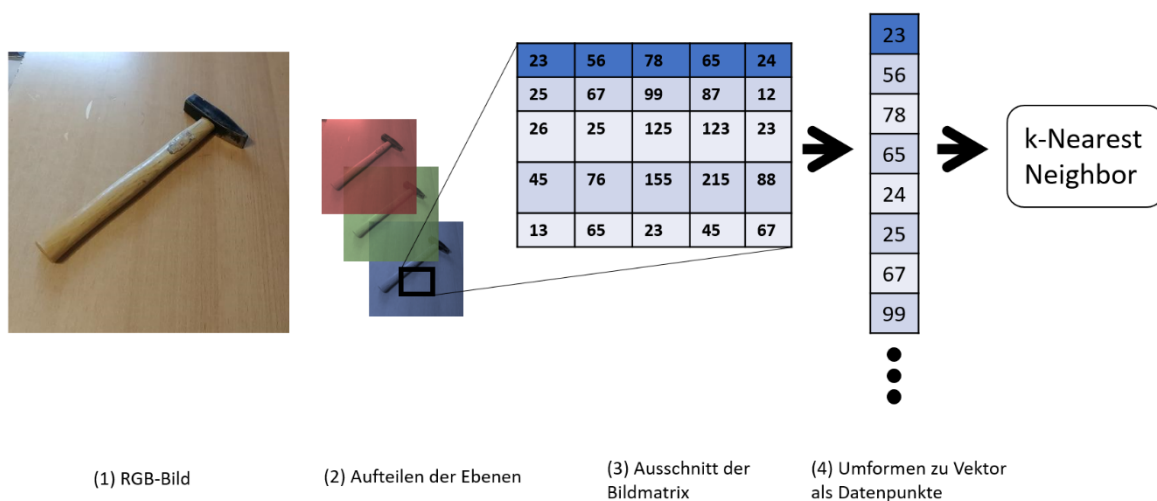 23 56 78 65 24
25 67 99 87 12
26 25 125 123 23
45 76 155 215 88
13 65 23 45 67
23
56
78
65
24
25
67
99
k-Nearest
Neighbor
(1) RGB-Bild
(2) Aufteilen der Ebenen
(3) Ausschnitt der
Bildmatrix
(4) Umformen zu Vektor
als Datenpunkte